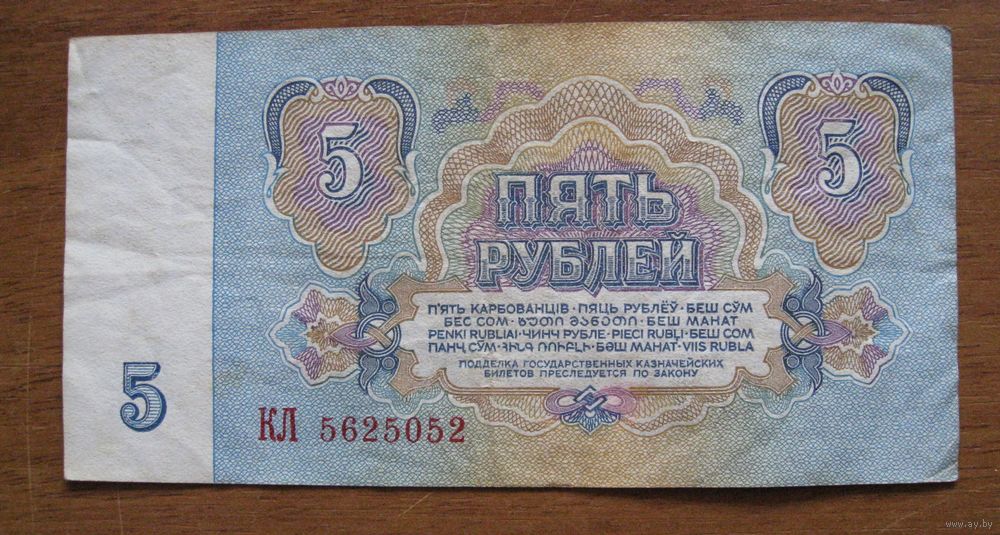 5
5
ПЯТЬ
РУБЛЕЙ
П'ЯТЬ КАРБОВАНЦІВ · ПЯЦЬ РУБЛЁЎ · БЕШ СЎМ
БЕС СОМ · ᲮᲣᲗᲘ ᲛᲐᲜᲔᲗᲘ · БЕШ МАНАТ
PENKI RUBLIAI · ЧИНЧ РУБЛЕ · PIECI RUBĻI · БЕШ СОМ
ПАНҶ СӮМ · ՀԻՆԳ ՌՈՒԲԼԻ · БӘШ МАНАТ · VIIS RUBLA
ПОДДЕЛКА ГОСУДАРСТВЕННЫХ КАЗНАЧЕЙСКИХ
БИЛЕТОВ ПРЕСЛЕДУЕТСЯ ПО ЗАКОНУ
5
КЛ 5625052
www.ay.by